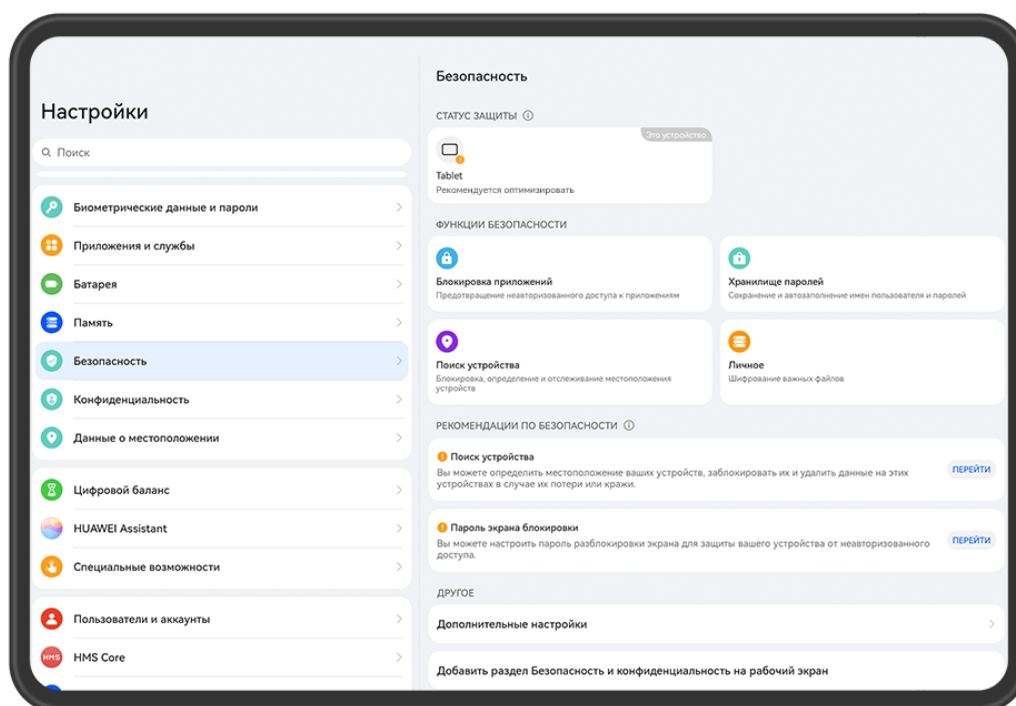 Настройки
Поиск
Биометрические данные и пароли
Приложения и службы
Батарея
Память
Безопасность
Конфиденциальность
Данные о местоположении
Цифровой баланс
HUAWEI Assistant
Специальные возможности
Пользователи и аккаунты
HMS
HMS Core
Безопасность
СТАТУС ЗАЩИТЫ
Это устройство
Tablet
Рекомендуется оптимизировать
ФУНКЦИИ БЕЗОПАСНОСТИ
Блокировка приложений
Предотвращение неавторизованного доступа к приложениям
Хранилище паролей
Сохранение и автозаполнение имен пользователя и паролей
Поиск устройства
Блокировка, определение и отслеживание местоположения
устройств
Личное
Шифрование важных файлов
РЕКОМЕНДАЦИИ ПО БЕЗОПАСНОСТИ
Поиск устройства
Вы можете определить местоположение ваших устройств, заблокировать их и удалить данные на этих
устройствах в случае их потери или кражи.
ПЕРЕЙТИ
Пароль экрана блокировки
Вы можете настроить пароль разблокировки экрана для защиты вашего устройства от неавторизованного
доступа.
ПЕРЕЙТИ
ДРУГОЕ
Дополнительные настройки
Добавить раздел Безопасность и конфиденциальность на рабочий экран